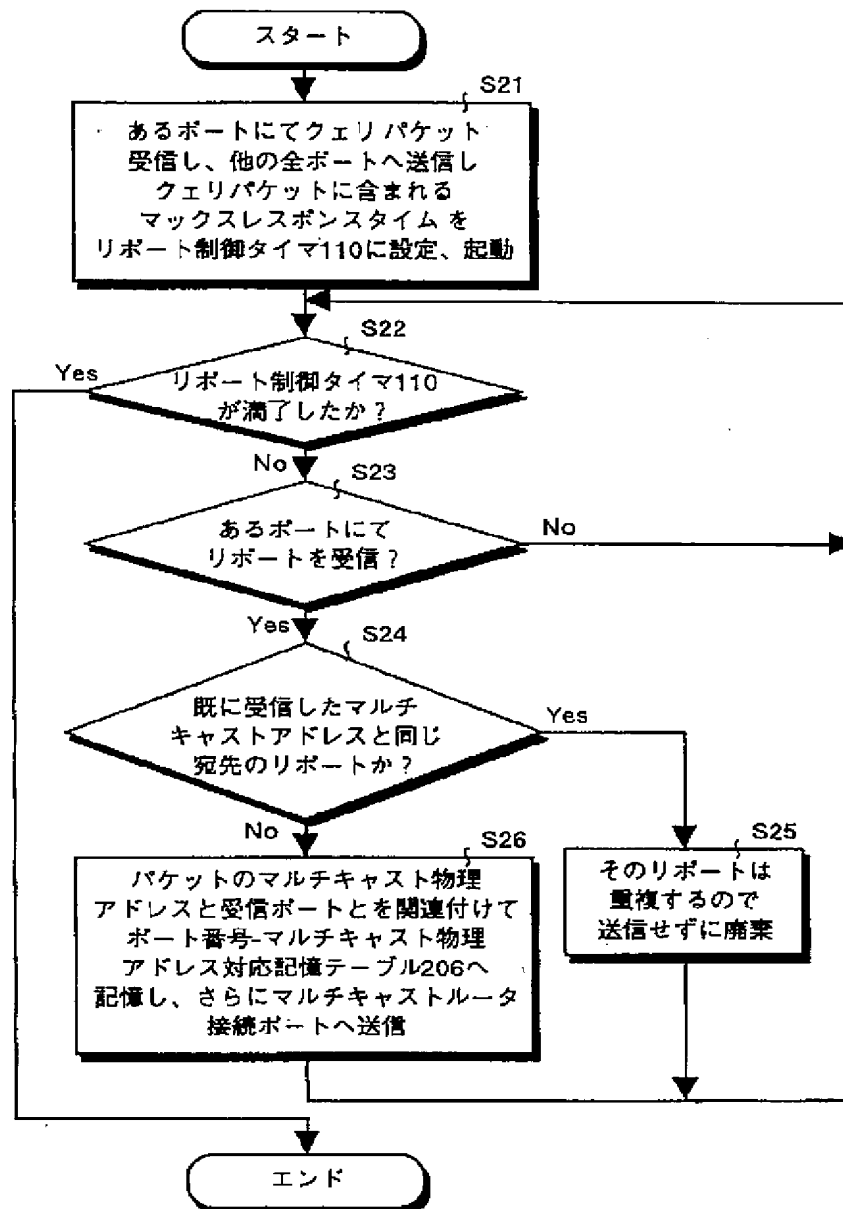 スタート
S21
あるポートにてクェリ パケット
受信し、他の全ポートへ送信し
クェリパケットに含まれる
マックスレスポンスタイム を
リポート制御タイマ110に設定、起動
S22
Yes
リポート制御タイマ110
が満了したか？
No
S23
あるポートにて
リポートを受信？
No
Yes
S24
既に受信したマルチ
キャストアドレスと同じ
宛先のリポートか？
Yes
No
S26
パケットのマルチキャスト物理
アドレスと受信ポートとを関連付けて
ポート番号-マルチキャスト物理
アドレス対応記憶テーブル206へ
記憶し、さらにマルチキャストルータ
接続ポートへ送信
S25
そのリポートは
重複するので
送信せずに廃棄
エンド